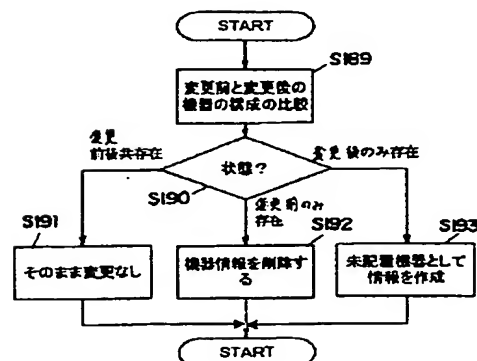 START
S189
変更前と変更後の
機器の構成の比較
変更
前後共存在
状態?
変更後のみ存在
S190
変更前のみ
存在
S191
S192
S193
そのまま変更なし
機器情報を削除す
る
未配置機器として
情報を作成
START